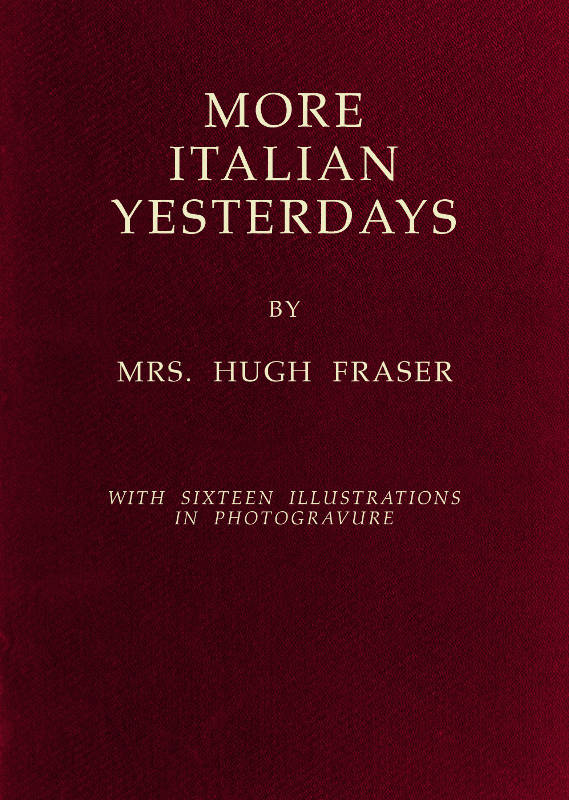 MORE
ITALIAN
YESTERDAYS
BY
MRS. HUGH FRASER
WITH SIXTEEN ILLUSTRATIONS
IN PHOTOGRAVURE